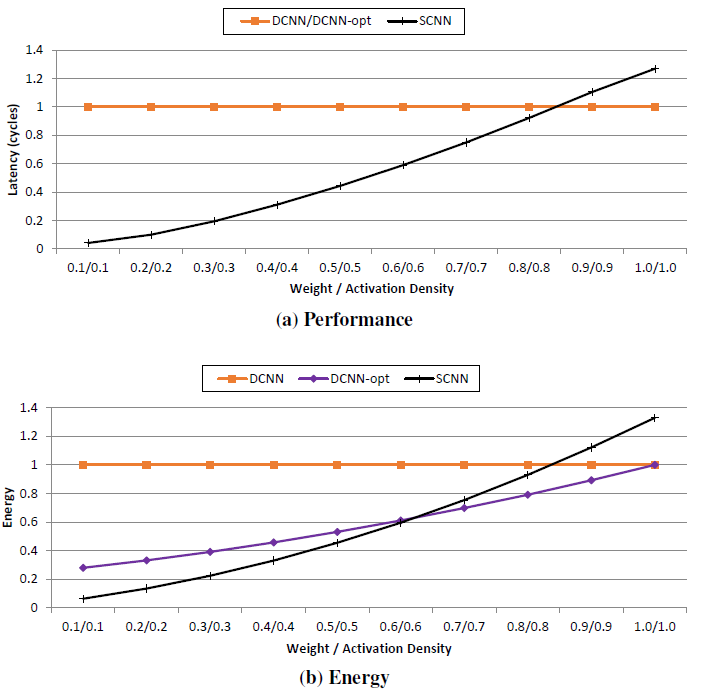 DCNN/DCNN-opt SCNN
1.4
1.2
1
0.8
0.6
0.4
0.2
0
Latency (cycles)
0.1/0.1 0.2/0.2 0.3/0.3 0.4/0.4 0.5/0.5 0.6/0.6 0.7/0.7 0.8/0.8 0.9/0.9 1.0/1.0
Weight / Activation Density
(a) Performance
DCNN DCNN-opt SCNN
1.4
1.2
1
0.8
0.6
0.4
0.2
0
Energy
0.1/0.1 0.2/0.2 0.3/0.3 0.4/0.4 0.5/0.5 0.6/0.6 0.7/0.7 0.8/0.8 0.9/0.9 1.0/1.0
Weight / Activation Density
(b) Energy